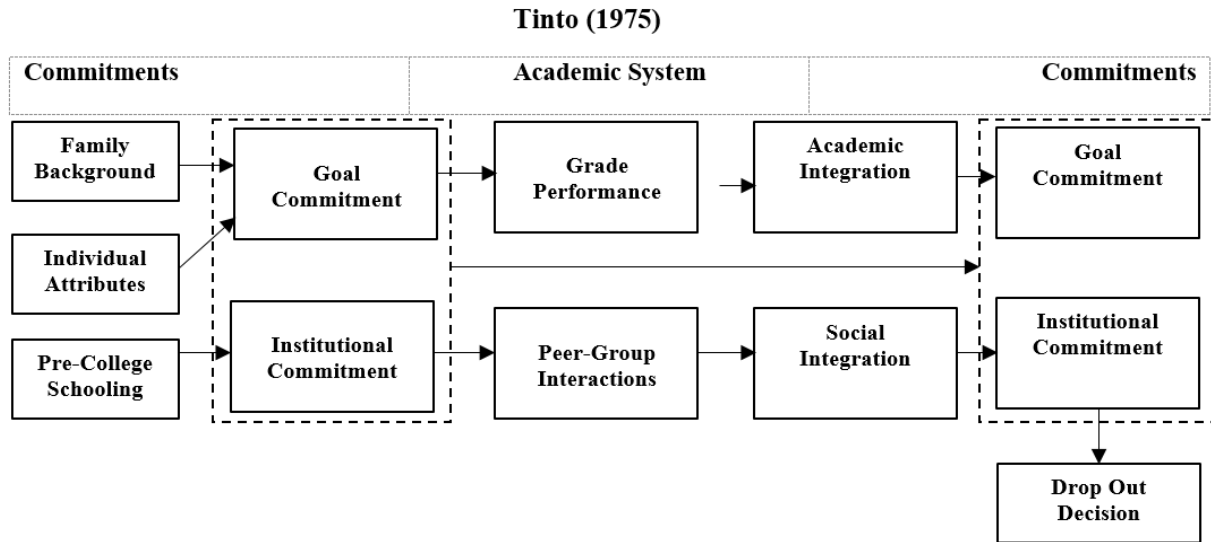 Tinto (1975)
Commitments
Academic System
Commitments
Family
Background
Goal
Commitment
Grade
Performance
Academic
Integration
Goal
Commitment
Individual
Attributes
Pre-College
Schooling
Institutional
Commitment
Peer-Group
Interactions
Social
Integration
Institutional
Commitment
Drop Out
Decision